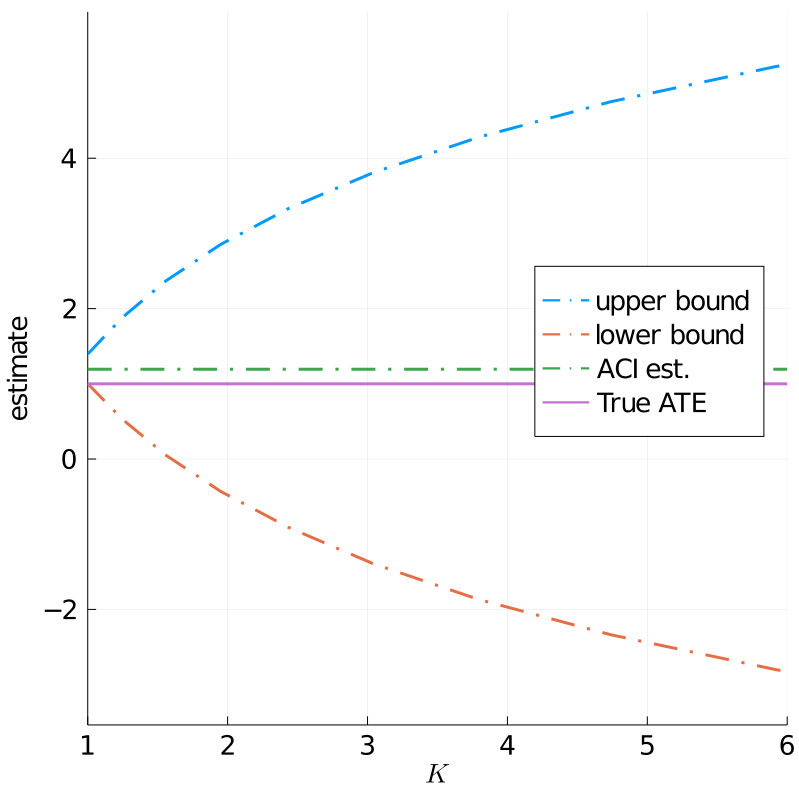 4
2
0
−2
estimate
upper bound
lower bound
ACI est.
True ATE
1 2 3 4 5 6
K